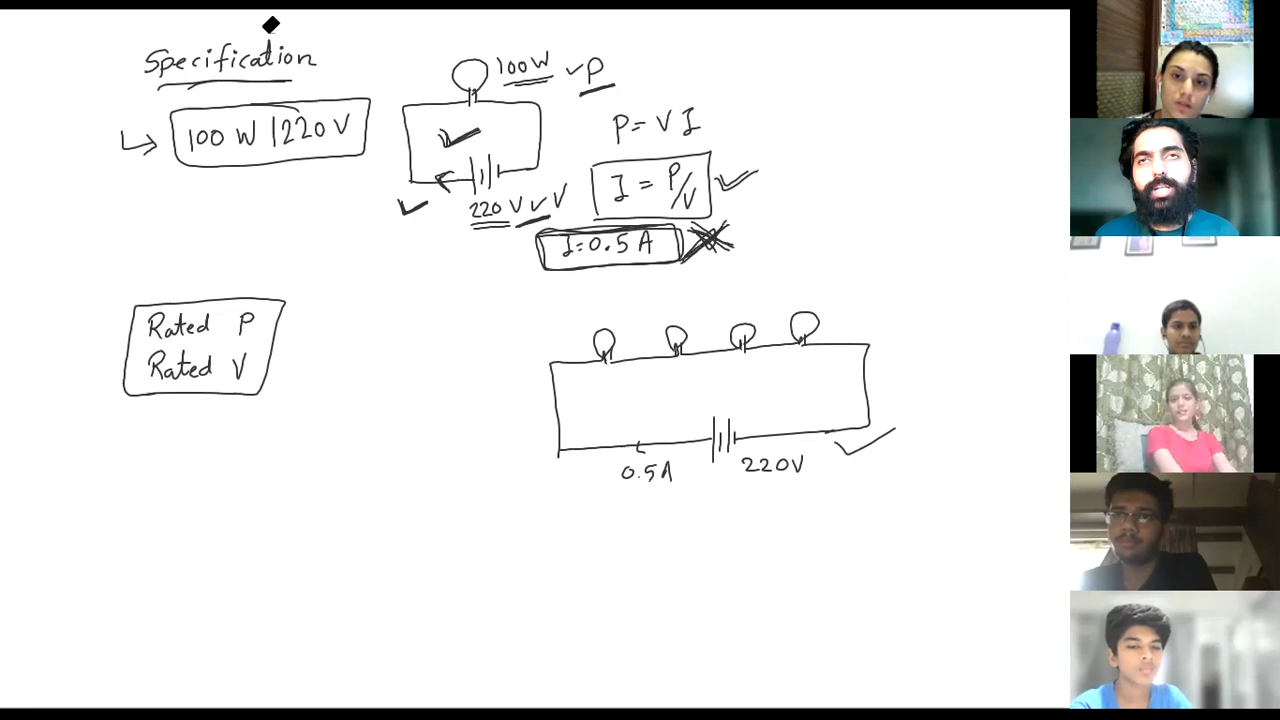 Specification
100 W / 220 V
100W P
P = V I
I = P/V
220 V V
I = 0.5 A
Rated P
Rated V
0.5A 220V